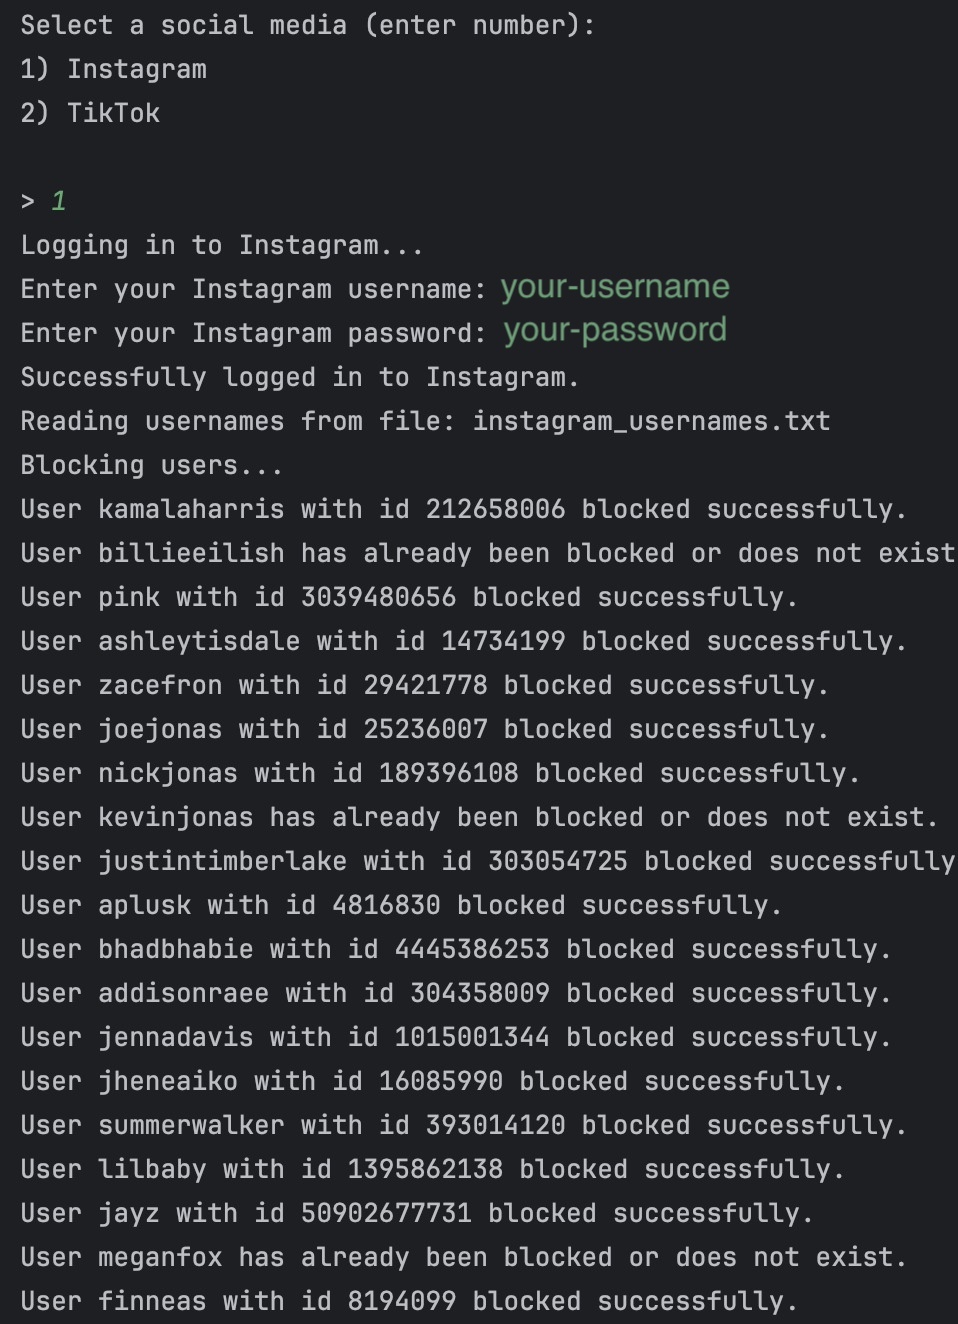 Select a social media (enter number):
1) Instagram
2) TikTok
> 1
Logging in to Instagram...
Enter your Instagram username: your-username
Enter your Instagram password: your-password
Successfully logged in to Instagram.
Reading usernames from file: instagram_usernames.txt
Blocking users...
User kamalaharris with id 212658006 blocked successfully.
User billieeilish has already been blocked or does not exist
User pink with id 3039480656 blocked successfully.
User ashleytisdale with id 14734199 blocked successfully.
User zacefron with id 29421778 blocked successfully.
User joejonas with id 25236007 blocked successfully.
User nickjonas with id 189396108 blocked successfully.
User kevinjonas has already been blocked or does not exist.
User justintimberlake with id 303054725 blocked successfully
User aplusk with id 4816830 blocked successfully.
User bhadbhabie with id 4445386253 blocked successfully.
User addisonraee with id 304358009 blocked successfully.
User jennadavis with id 1015001344 blocked successfully.
User jheneaiko with id 16085990 blocked successfully.
User summerwalker with id 393014120 blocked successfully.
User lilbaby with id 1395862138 blocked successfully.
User jayz with id 50902677731 blocked successfully.
User meganfox has already been blocked or does not exist.
User finneas with id 8194099 blocked successfully.